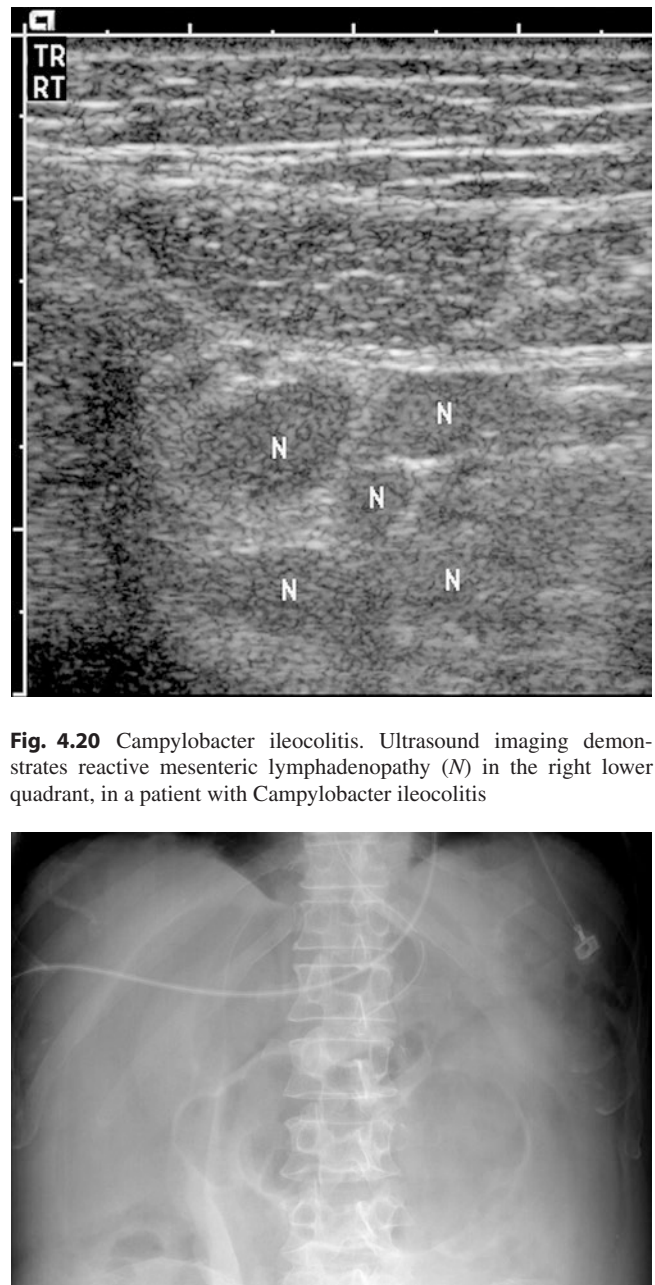 TR
RT
N
N
N
N
N
Fig. 4.20 Campylobacter ileocolitis. Ultrasound imaging demon-
strates reactive mesenteric lymphadenopathy (N) in the right lower
quadrant, in a patient with Campylobacter ileocolitis